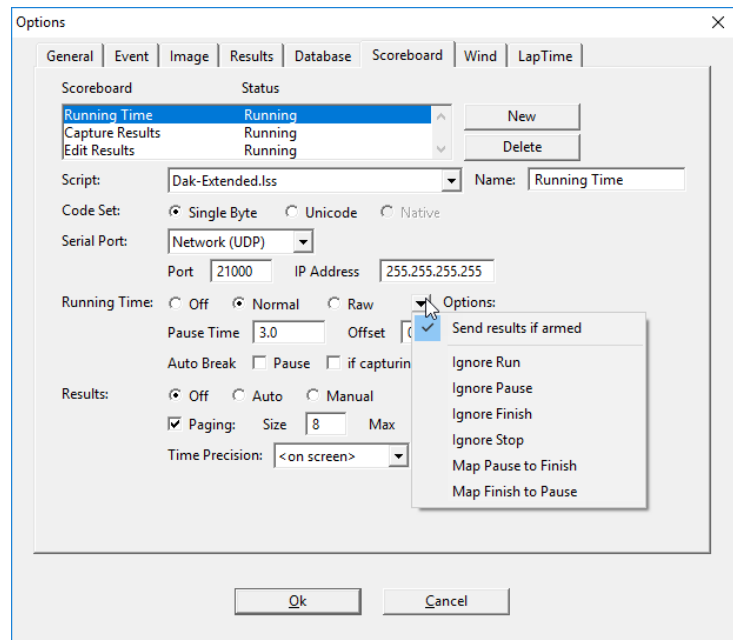 Options
General Event Image Results Database Scoreboard Wind LapTime
Scoreboard Status
Running Time Running
Capture Results Running
Edit Results Running
New
Delete
Script: Dak-Extended.lss Name: Running Time
Code Set: Single Byte Unicode Native
Serial Port: Network (UDP)
Port 21000 IP Address 255.255.255.255
Running Time: Off Normal Raw Options:
Pause Time 3.0 Offset
Auto Break Pause if capturin
Send results if armed
Ignore Run
Ignore Pause
Ignore Finish
Ignore Stop
Map Pause to Finish
Map Finish to Pause
Results: Off Auto Manual
Paging: Size 8 Max
Time Precision: <on screen>
Ok Cancel